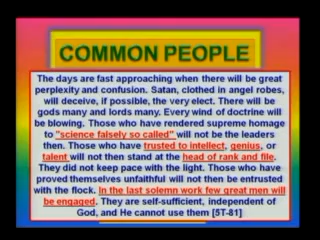 COMMON PEOPLE
The days are fast approaching when there will be great
perplexity and confusion. Satan, clothed in angel robes,
will deceive, if possible, the very elect. There will be
gods many and lords many. Every wind of doctrine will
be blowing. Those who have rendered supreme homage
to "science falsely so called" will not be the leaders
then. Those who have trusted to intellect, genius, or
talent will not then stand at the head of rank and file.
They did not keep pace with the light. Those who have
proved themselves unfaithful will not then be entrusted
with the flock. In the last solemn work few great men will
be engaged. They are self-sufficient, independent of
God, and He cannot use them [5T-81]